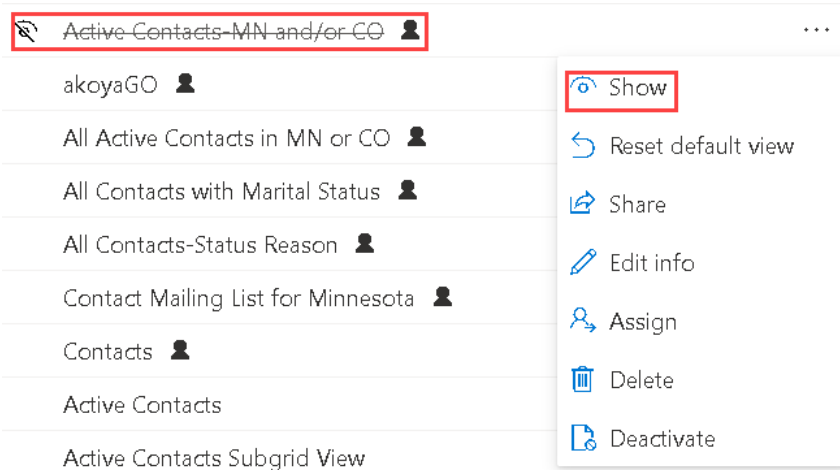 Active Contacts-MN and/or CO
akoyaGO
All Active Contacts in MN or CO
All Contacts with Marital Status
All Contacts-Status Reason
Contact Mailing List for Minnesota
Contacts
Active Contacts
Active Contacts Subgrid View
Show
Reset default view
Share
Edit info
Assign
Delete
Deactivate